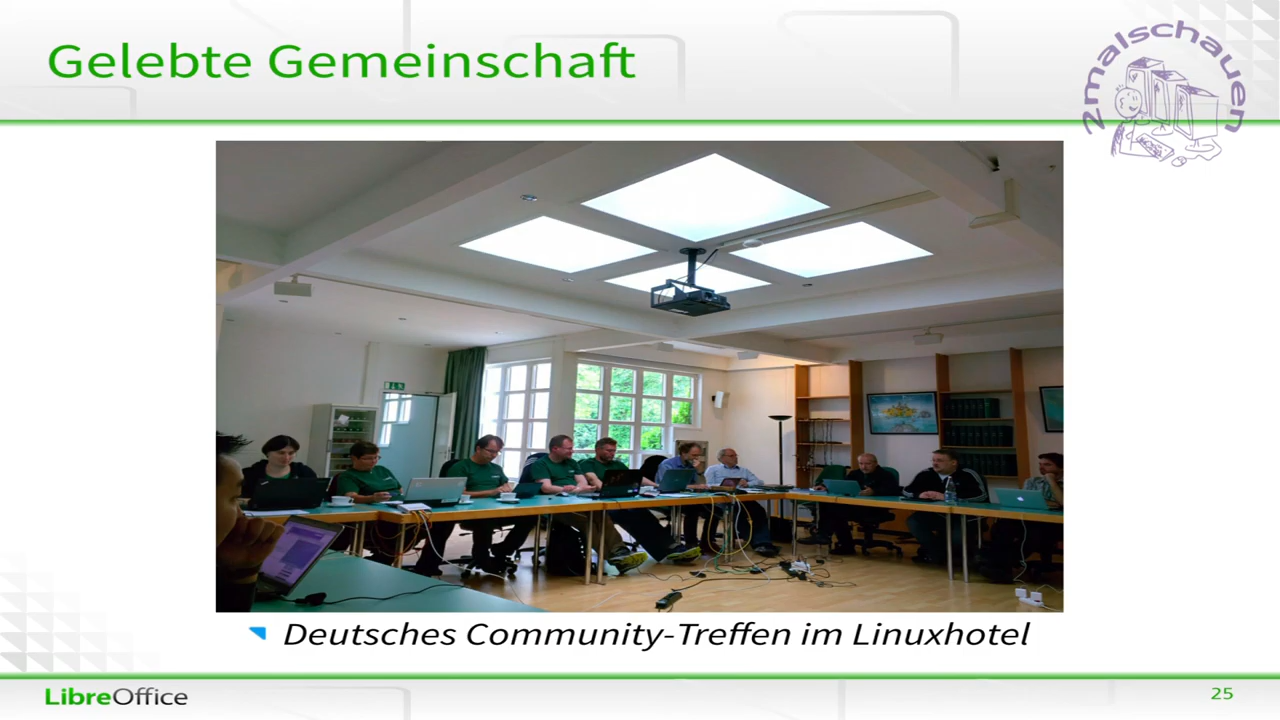 Gelebte Gemeinschaft
2malschauen
Deutsches Community-Treffen im Linuxhotel
LibreOffice
25